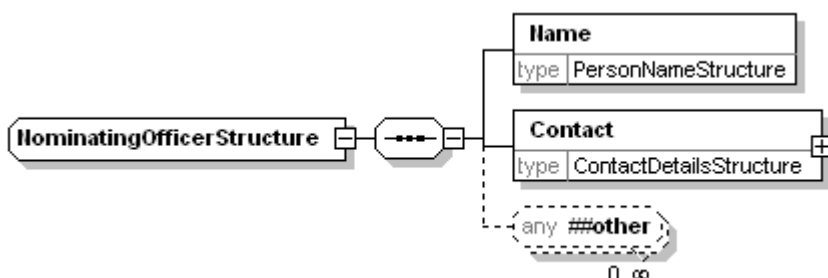 Name
type PersonNameStructure
NominatingOfficerStructure
Contact
type ContactDetailsStructure
any ##other
0..∞